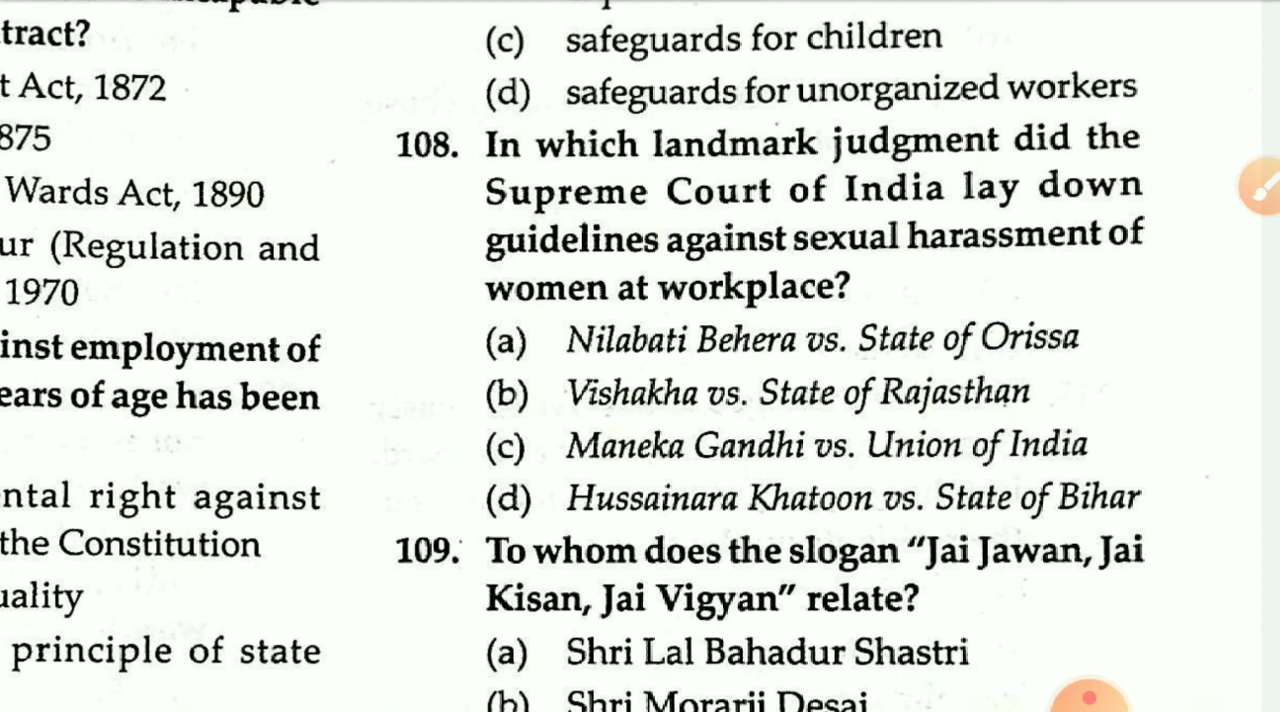 tract?
t Act, 1872
875
Wards Act, 1890
ur (Regulation and
1970
inst employment of
ears of age has been
ntal right against
the Constitution
uality
principle of state
(c) safeguards for children
(d) safeguards for unorganized workers
108. In which landmark judgment did the
Supreme Court of India lay down
guidelines against sexual harassment of
women at workplace?
(a) Nilabati Behera vs. State of Orissa
(b) Vishakha vs. State of Rajasthan
(c) Maneka Gandhi vs. Union of India
(d) Hussainara Khatoon vs. State of Bihar
109. To whom does the slogan “Jai Jawan, Jai
Kisan, Jai Vigyan” relate?
(a) Shri Lal Bahadur Shastri
(b) Shri Morarji Desai